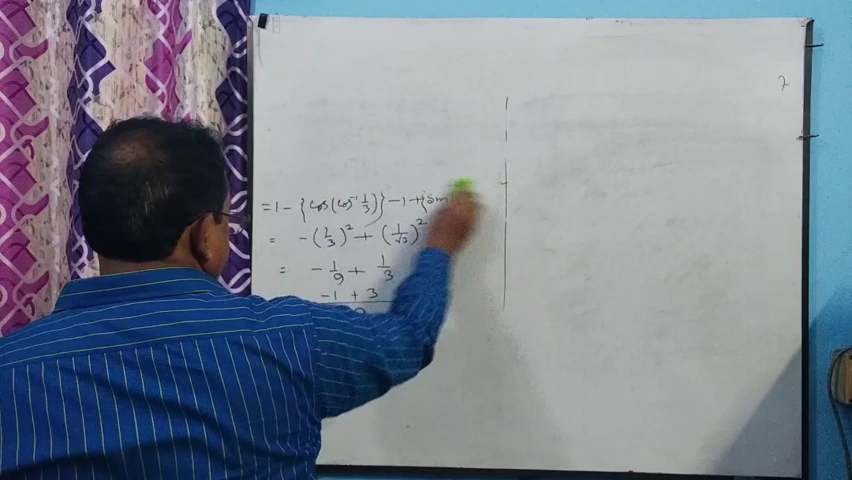 7
= 1 - {cos(cos⁻¹ 1/3)} - 1 + {sin
= -(1/3)² + (1/√3)²
= -1/9 + 1/3
-1 + 3